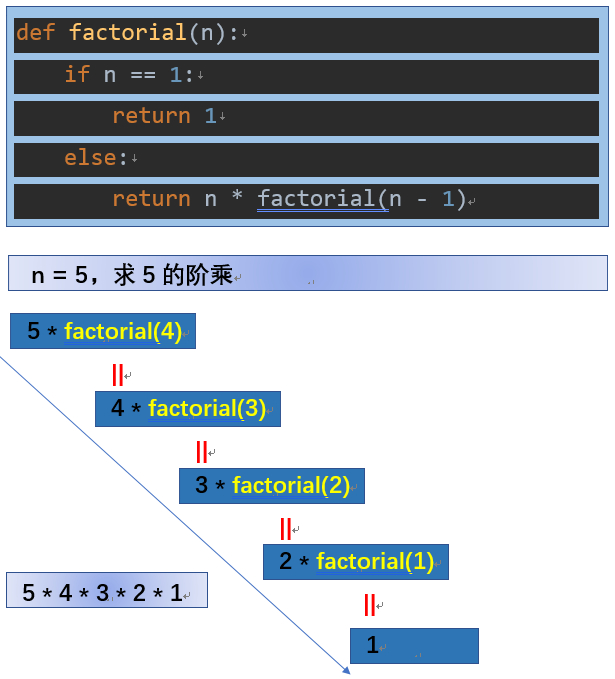 def factorial(n):
if n == 1:
return 1
else:
return n * factorial(n - 1)
n = 5，求 5 的阶乘
5 * factorial(4)
||
4 * factorial(3)
||
3 * factorial(2)
||
2 * factorial(1)
||
5 * 4 * 3 * 2 * 1
1